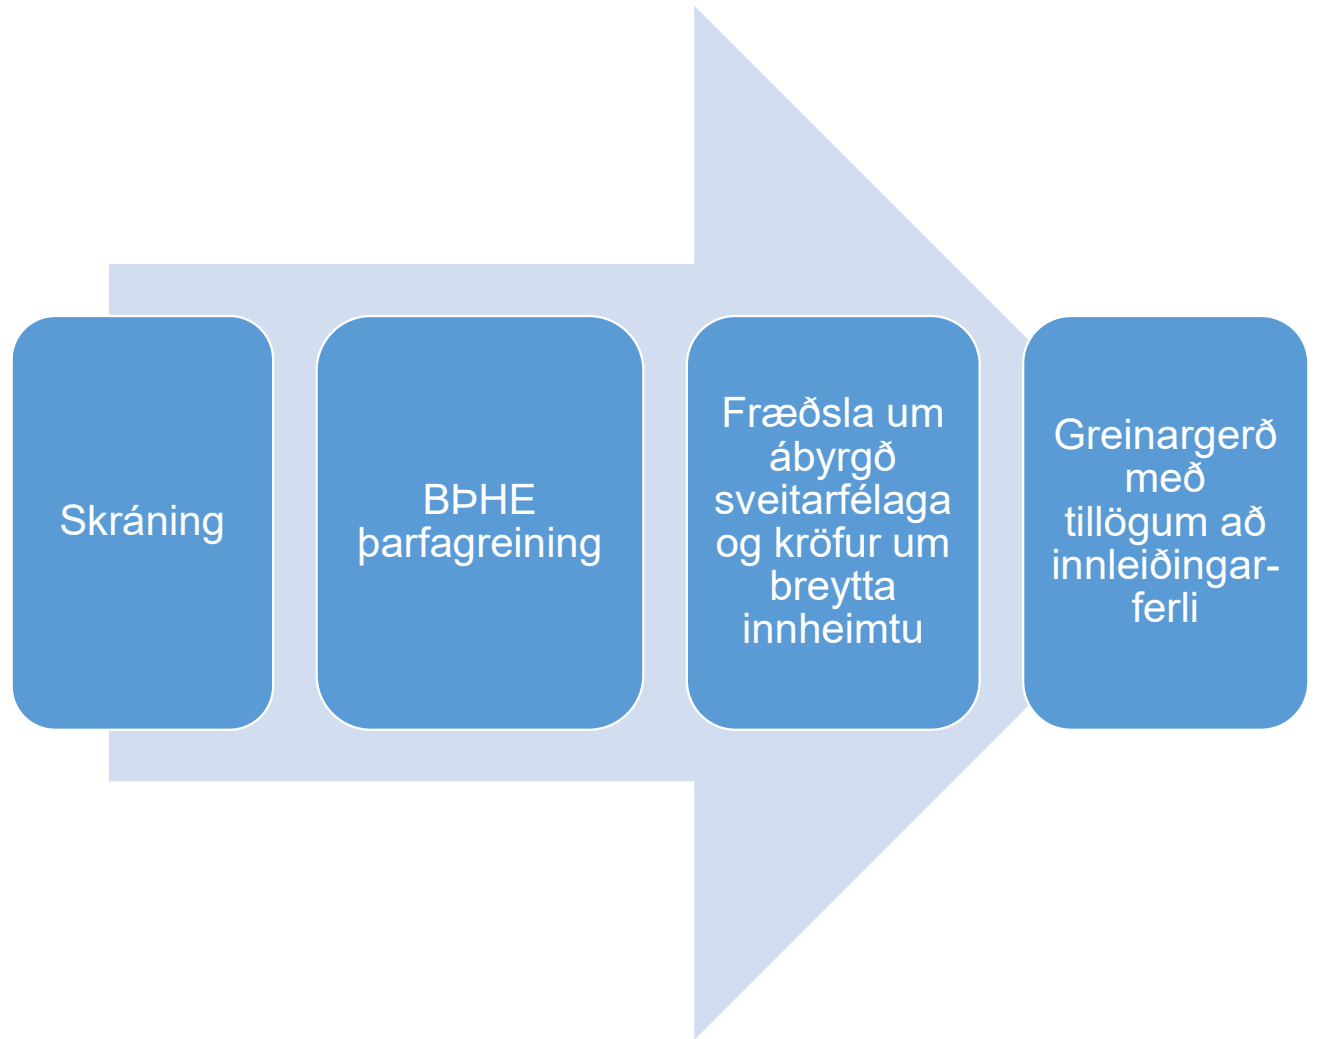 Skráning
BÞHE
þarfagreining
Fræðsla um
ábyrgð
sveitarfélaga
og kröfur um
breytta
innheimtu
Greinargerð
með
tillögum að
innleiðingar-
ferli